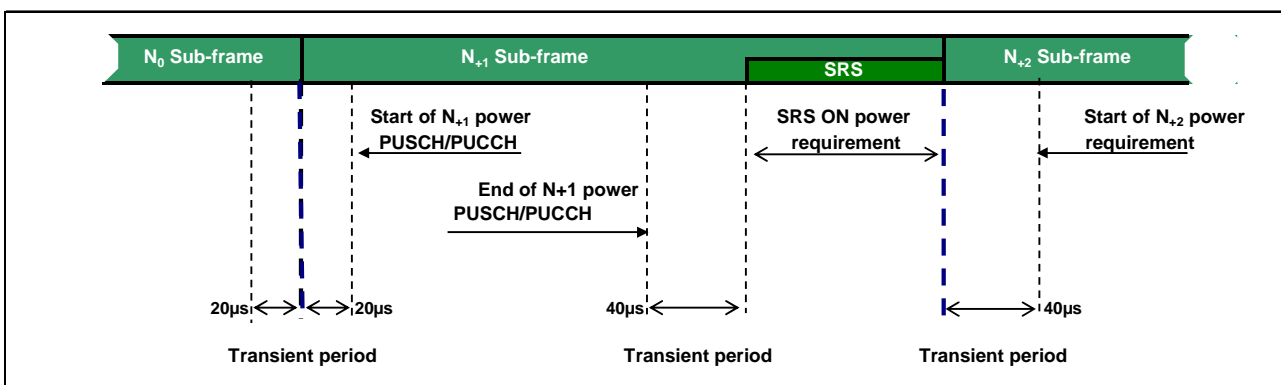 N0 Sub-frame
N+1 Sub-frame
SRS
N+2 Sub-frame
Start of N+1 power
PUSCH/PUCCH
SRS ON power
requirement
Start of N+2 power
requirement
End of N+1 power
PUSCH/PUCCH
20µs
20µs
40µs
40µs
Transient period
Transient period
Transient period